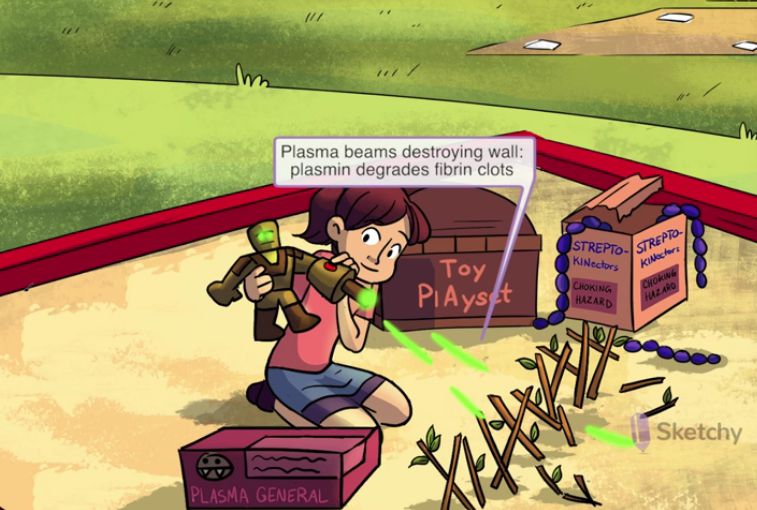 Plasma beams destroying wall:
plasmin degrades fibrin clots
Toy
PlAyset
STREPTO-
KINectors
CHOKING
HAZARD
STREPTO-
KINectors
CHOKING
HAZARD
Sketchy
PLASMA GENERAL